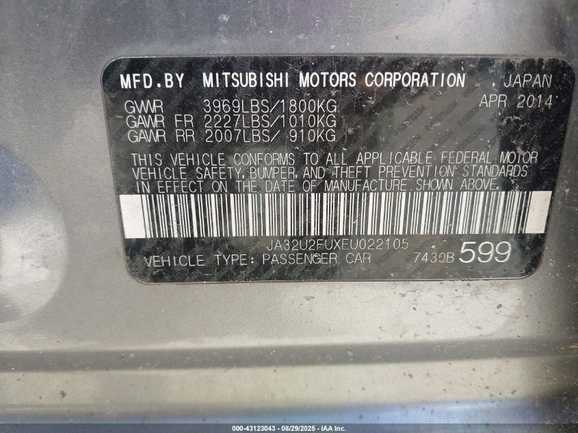 MFD.BY MITSUBISHI MOTORS CORPORATION JAPAN
GVWR 3969LBS/1800KG APR 2014
GAWR FR 2227LBS/1010KG
GAWR RR 2007LBS/ 910KG
THIS VEHICLE CONFORMS TO ALL APPLICABLE FEDERAL MOTOR
VEHICLE SAFETY, BUMPER, AND THEFT PREVENTION STANDARDS
IN EFFECT ON THE DATE OF MANUFACTURE SHOWN ABOVE.
JA32U2FUXEU022105
VEHICLE TYPE: PASSENGER CAR 7439B 599
000-43123043 - 08/29/2025 - IAA Inc.